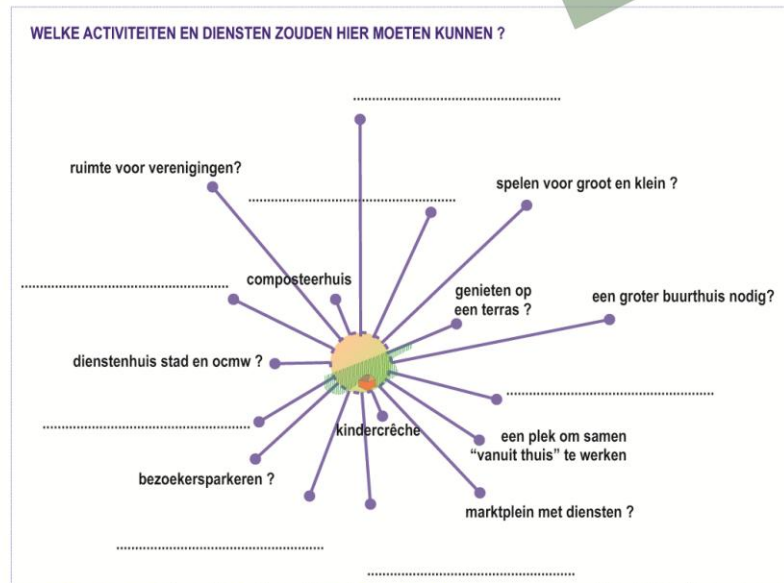 WELKE ACTIVITEITEN EN DIENSTEN ZOUDEN HIER MOETEN KUNNEN ?
................................................................
ruimte voor verenigingen?
spelen voor groot en klein ?
................................................................
composteerhuis
................................................................
genieten op
een terras ?
een groter buurthuis nodig?
dienstenhuis stad en ocmw ?
................................................................
................................................................
kindercrêche
een plek om samen
“vanuit thuis” te werken
bezoekersparkeren ?
marktplein met diensten ?
................................................................
................................................................